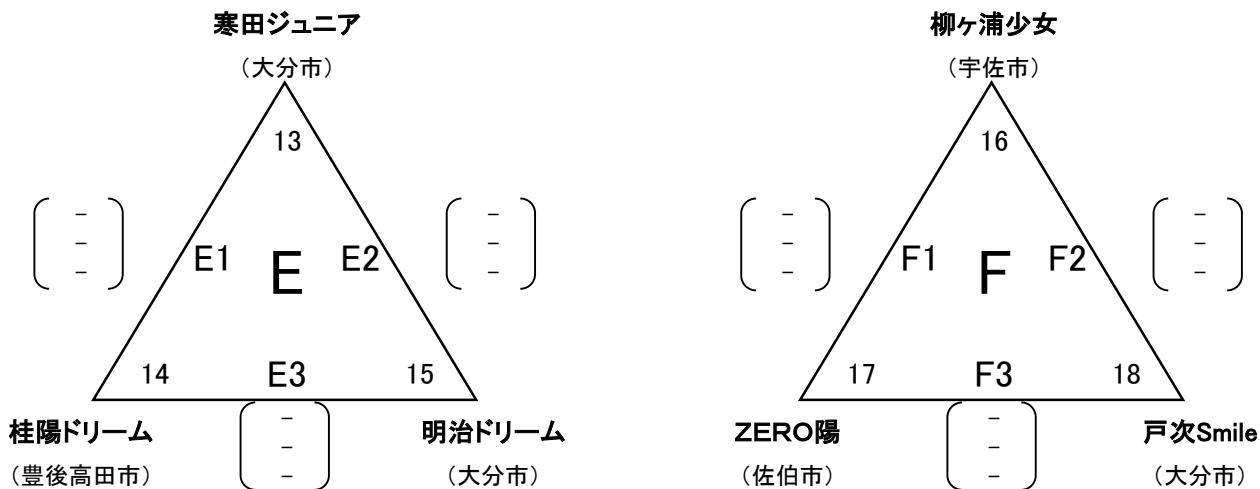 寒田ジュニア
（大分市）
13
－
－
－
E1
E
E2
－
－
－
14
E3
15
桂陽ドリーム
（豊後高田市）
－
－
－
明治ドリーム
（大分市）
柳ヶ浦少女
（宇佐市）
16
－
－
－
F1
F
F2
－
－
－
17
F3
18
ZERO陽
（佐伯市）
－
－
－
戸次Smile
（大分市）